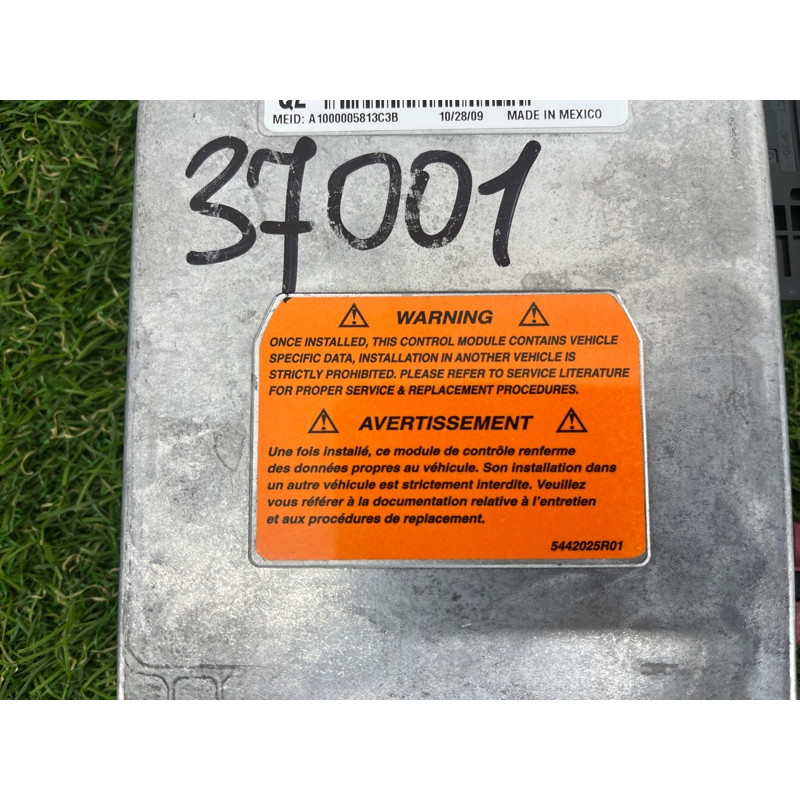 QZ
MEID: A1000005813C3B 10/28/09 MADE IN MEXICO
37001
WARNING
ONCE INSTALLED, THIS CONTROL MODULE CONTAINS VEHICLE
SPECIFIC DATA, INSTALLATION IN ANOTHER VEHICLE IS
STRICTLY PROHIBITED. PLEASE REFER TO SERVICE LITERATURE
FOR PROPER SERVICE & REPLACEMENT PROCEDURES.
AVERTISSEMENT
Une fois installé, ce module de contrôle renferme
des données propres au véhicule. Son installation dans
un autre véhicule est strictement interdite. Veuillez
vous référer à la documentation relative à l'entretien
et aux procédures de replacement.
5442025R01